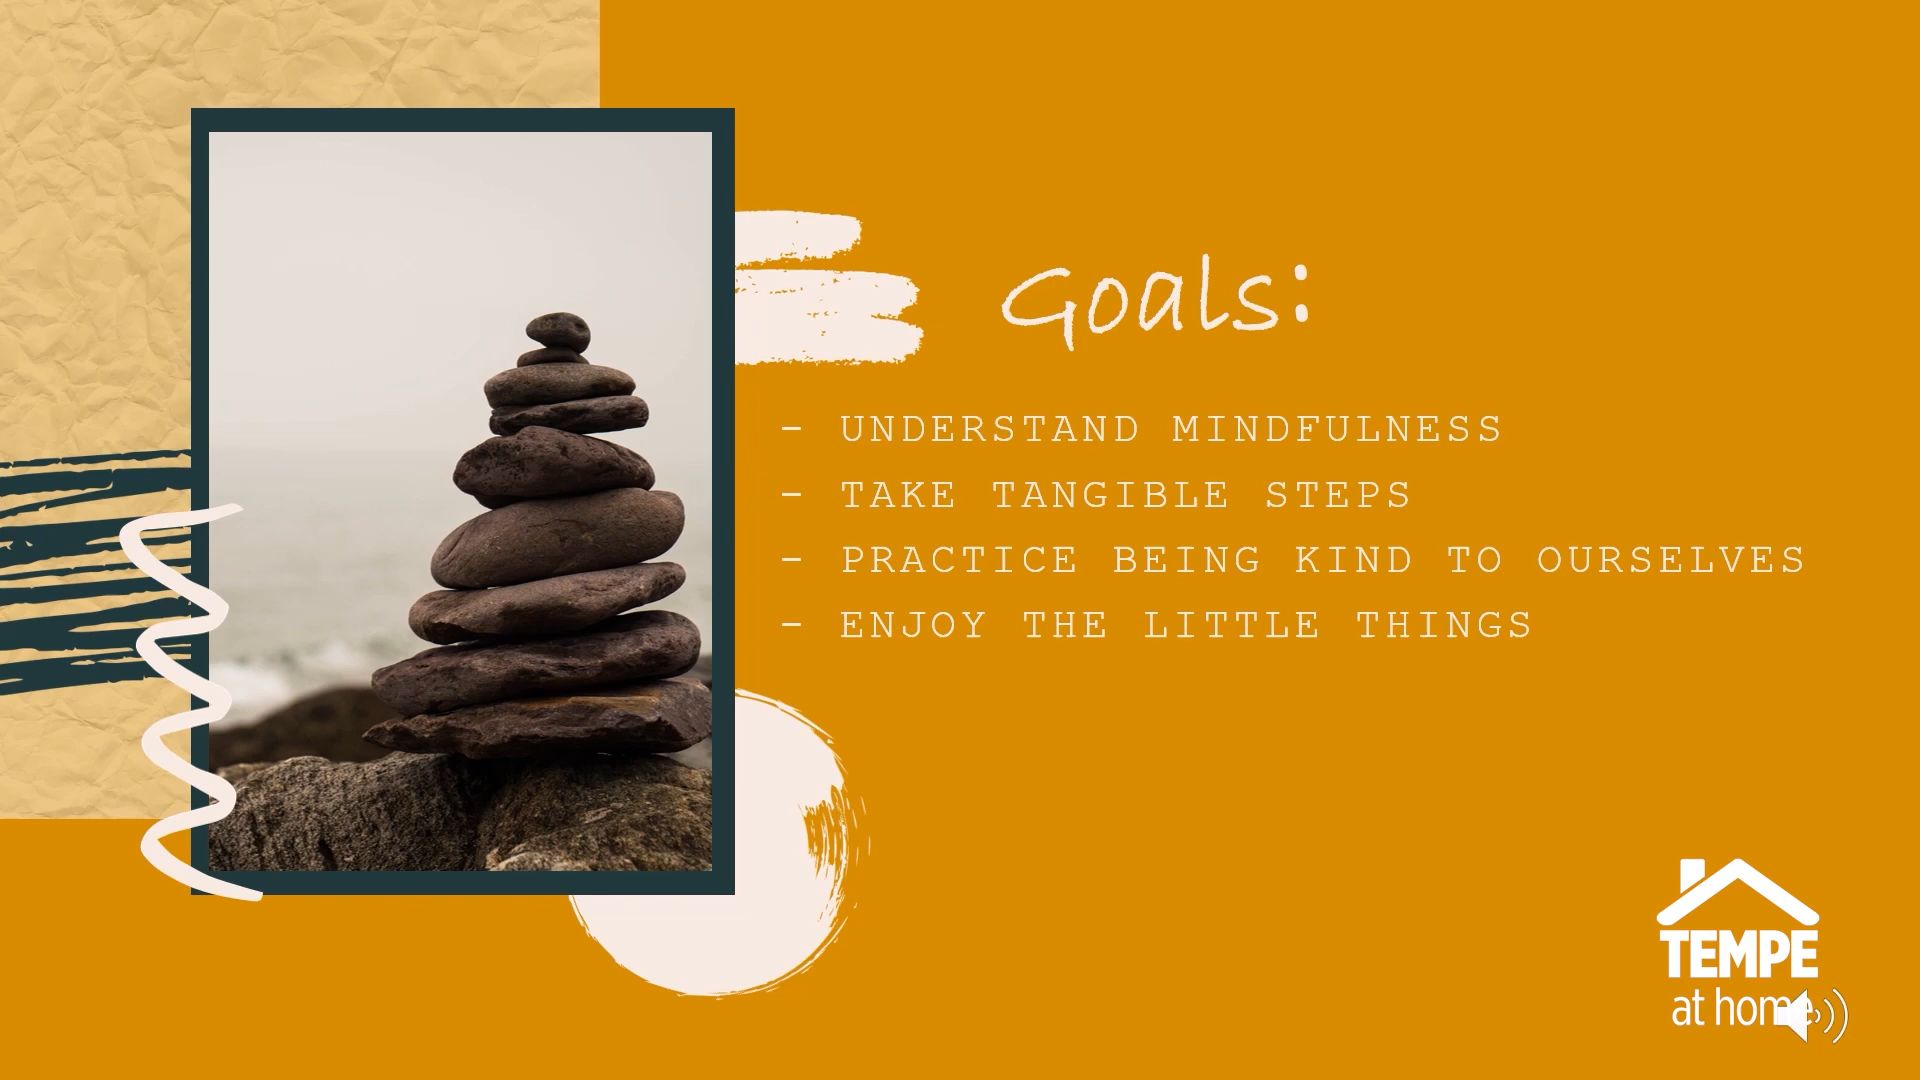 Goals:
- UNDERSTAND MINDFULNESS
- TAKE TANGIBLE STEPS
- PRACTICE BEING KIND TO OURSELVES
- ENJOY THE LITTLE THINGS
TEMPE
at home